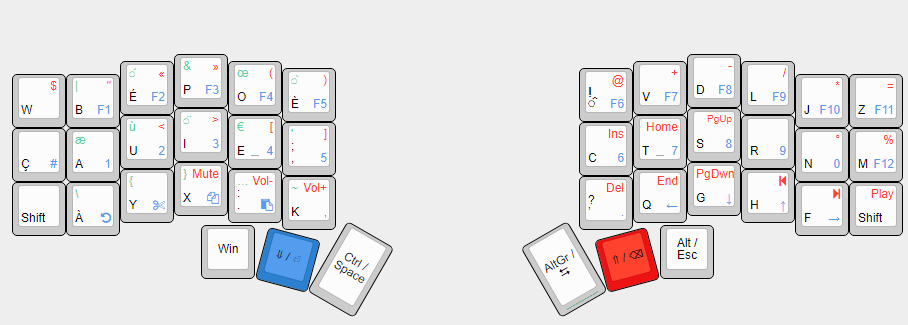 $
W
| "
B F1
◌̈ «
É F2
& »
P F3
œ (
O F4
◌̀ )
È F5
@
!
◌̂ F6
+
V F7
-
D F8
/
L F9
*
J F10
=
Z F11
Ç #
æ
A 1
ù <
U 2
◌̈ >
I 3
€ [
E _ 4
' ]
;
, 5
Ins
C 6
Home
T _ 7
PgUp
S 8
R 9
°
N 0
%
M F12
Shift
\
À
{
Y
} Mute
X
… Vol-
.
:
~ Vol+
K ,
Del
?
' .
End
Q ←
PgDwn
G ↓
H ↑
F →
Play
Shift
Win
⇓ / ⏎
Ctrl /
Space
AltGr /
⇆
⇑ / ⌫
Alt /
Esc